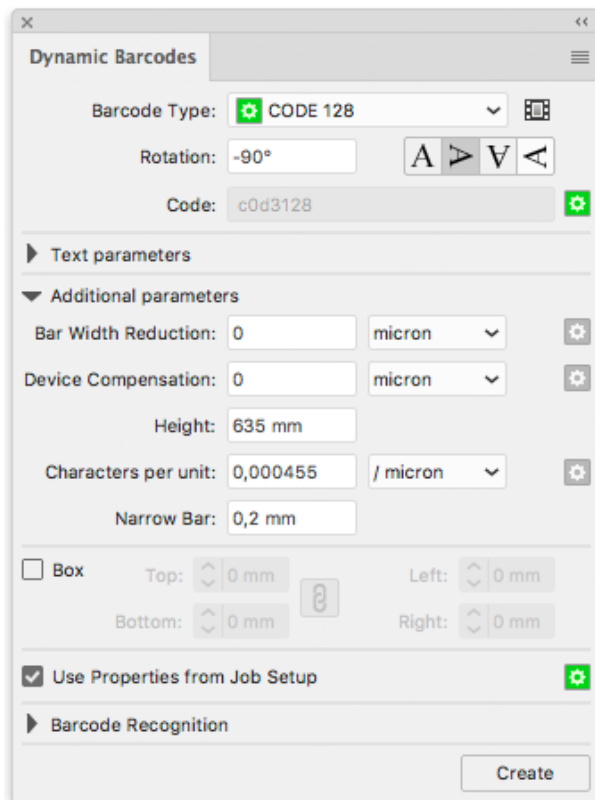 Dynamic Barcodes
Barcode Type: CODE 128
Rotation: -90° A A A A
Code: c0d3128
Text parameters
Additional parameters
Bar Width Reduction: 0 micron
Device Compensation: 0 micron
Height: 635 mm
Characters per unit: 0,000455 / micron
Narrow Bar: 0,2 mm
Box Top: 0 mm Left: 0 mm
Bottom: 0 mm Right: 0 mm
Use Properties from Job Setup
Barcode Recognition
Create